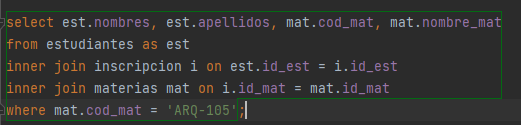 select est.nombres, est.apellidos, mat.cod_mat, mat.nombre_mat
from estudiantes as est
inner join inscripcion i on est.id_est = i.id_est
inner join materias mat on i.id_mat = mat.id_mat
where mat.cod_mat = 'ARQ-105';